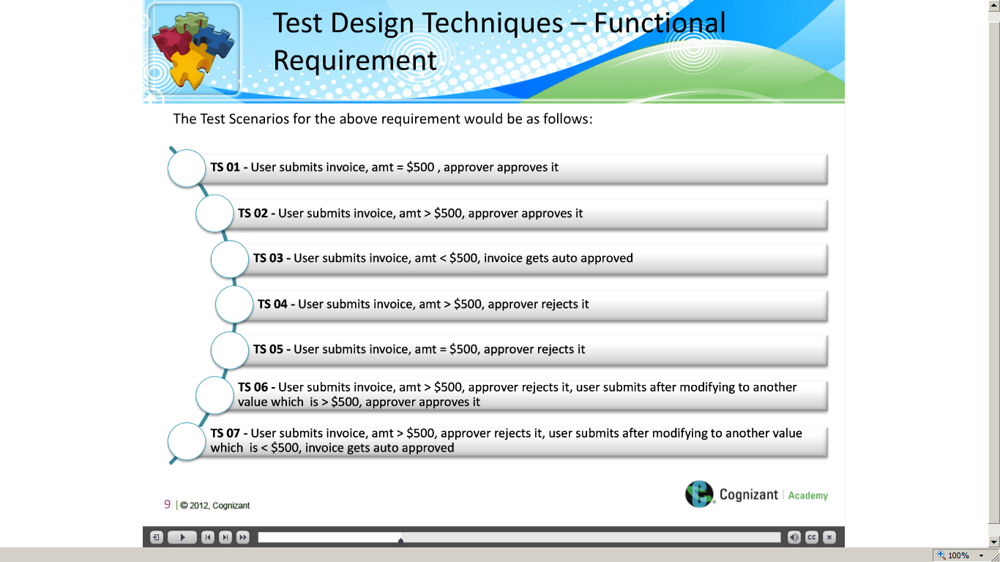 Test Design Techniques – Functional
Requirement
The Test Scenarios for the above requirement would be as follows:
TS 01 - User submits invoice, amt = $500 , approver approves it
TS 02 - User submits invoice, amt > $500, approver approves it
TS 03 - User submits invoice, amt < $500, invoice gets auto approved
TS 04 - User submits invoice, amt > $500, approver rejects it
TS 05 - User submits invoice, amt = $500, approver rejects it
TS 06 - User submits invoice, amt > $500, approver rejects it, user submits after modifying to another
value which  is > $500, approver approves it
TS 07 - User submits invoice, amt > $500, approver rejects it, user submits after modifying to another value
which  is < $500, invoice gets auto approved
Cognizant | Academy
9 | © 2012, Cognizant
CC
100%